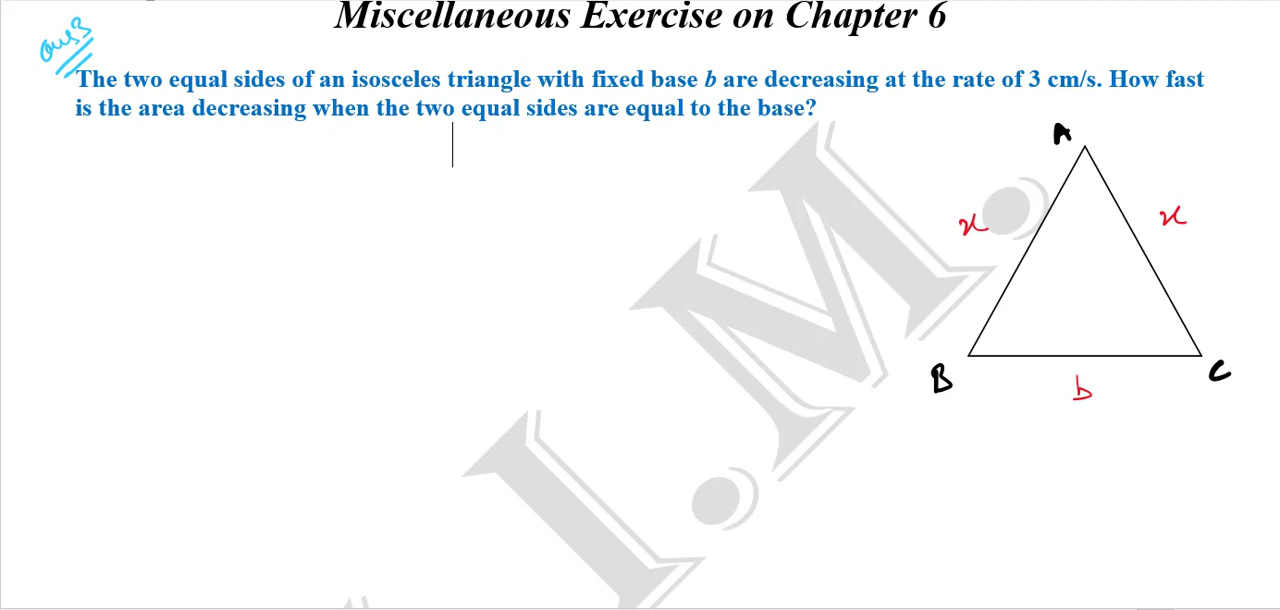 Miscellaneous Exercise on Chapter 6
Ques3
The two equal sides of an isosceles triangle with fixed base b are decreasing at the rate of 3 cm/s. How fast
is the area decreasing when the two equal sides are equal to the base?
A
x x
B C
b
I.M.